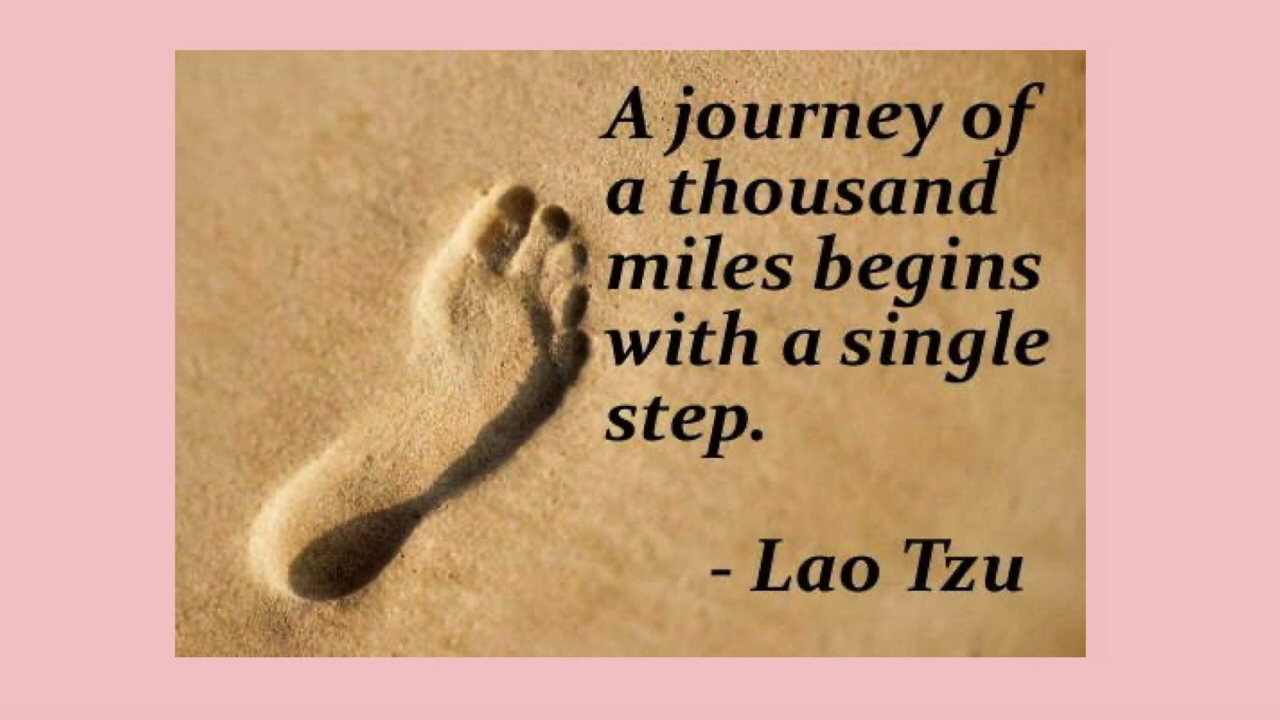 A journey of
a thousand
miles begins
with a single
step.
- Lao Tzu